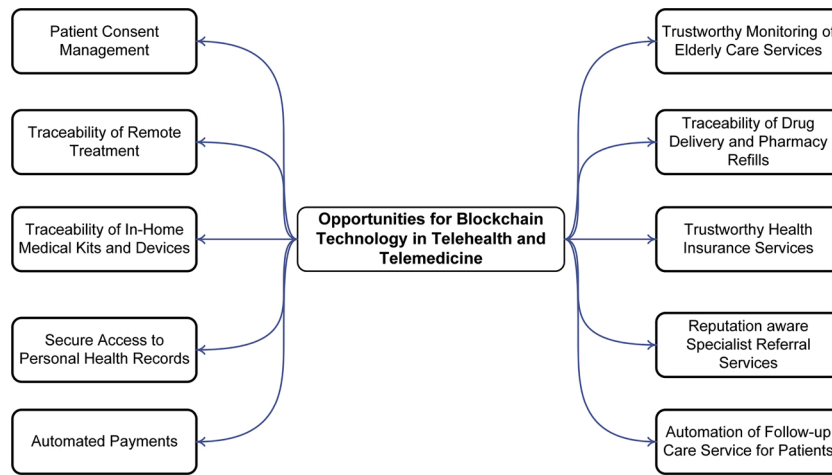 Patient Consent
Management
Traceability of Remote
Treatment
Traceability of In-Home
Medical Kits and Devices
Secure Access to
Personal Health Records
Automated Payments
Opportunities for Blockchain
Technology in Telehealth and
Telemedicine
Trustworthy Monitoring of
Elderly Care Services
Traceability of Drug
Delivery and Pharmacy
Refills
Trustworthy Health
Insurance Services
Reputation aware
Specialist Referral
Services
Automation of Follow-up
Care Service for Patients